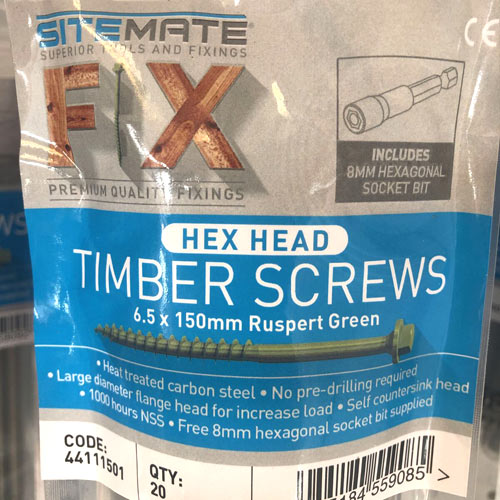 SITEMATE
SUPERIOR TOOLS AND FIXINGS
FIX
PREMIUM QUALITY FIXINGS
CE
INCLUDES
8MM HEXAGONAL
SOCKET BIT
HEX HEAD
TIMBER SCREWS
6.5 x 150mm Ruspert Green
• Heat treated carbon steel • No pre-drilling required
• Large diameter flange head for increase load • Self countersink head
• 1000 hours NSS • Free 8mm hexagonal socket bit supplied
CODE:
44111501
QTY:
20
559085 >